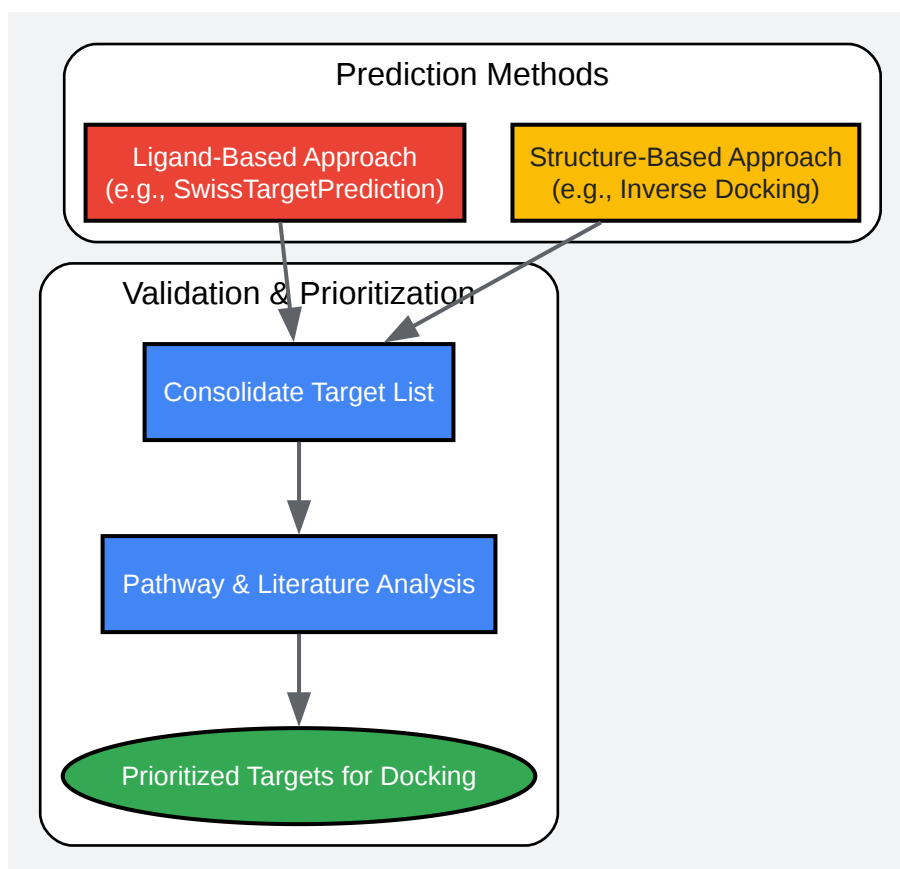 Prediction Methods
Ligand-Based Approach
(e.g., SwissTargetPrediction)
Structure-Based Approach
(e.g., Inverse Docking)
Validation & Prioritization
Consolidate Target List
Pathway & Literature Analysis
Prioritized Targets for Docking